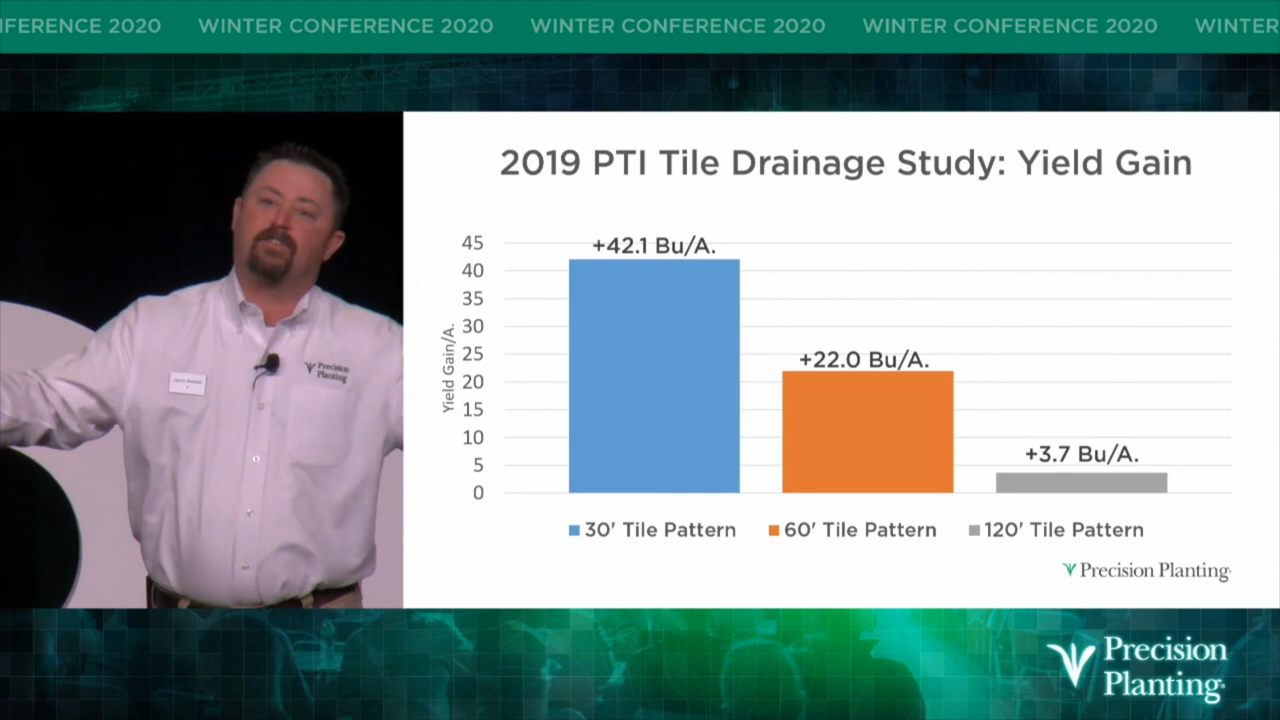 IFERENCE 2020 WINTER CONFERENCE 2020 WINTER CONFERENCE 2020 WINTER CONFERENCE 2020 WINTER
2019 PTI Tile Drainage Study: Yield Gain
Yield Gain/A.
45
40
35
30
25
20
15
10
5
0
+42.1 Bu/A.
+22.0 Bu/A.
+3.7 Bu/A.
30' Tile Pattern 60' Tile Pattern 120' Tile Pattern
Precision Planting
Precision
Planting
Precision
Planting